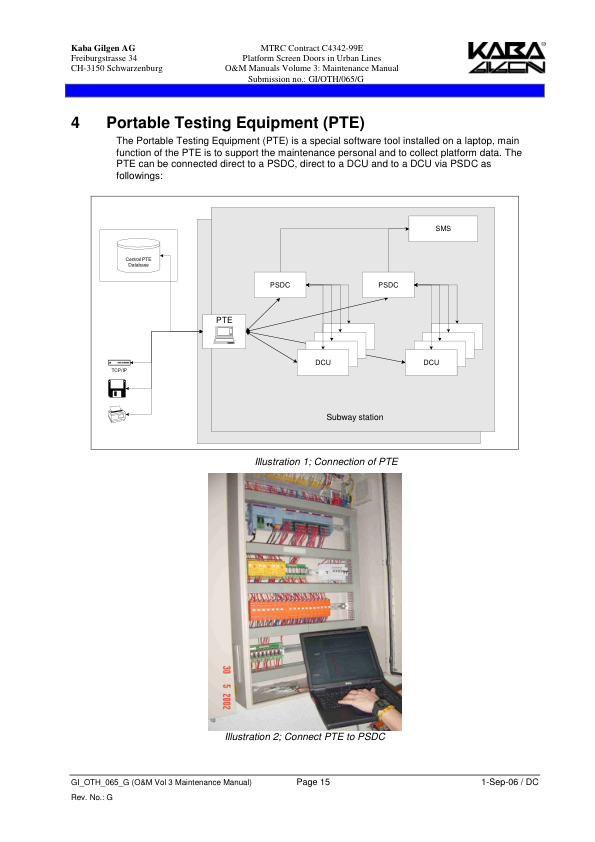 Kaba Gilgen AG
Freiburgstrasse 34
CH-3150 Schwarzenburg
MTRC Contract C4342-99E
Platform Screen Doors in Urban Lines
O&M Manuals Volume 3: Maintenance Manual
Submission no.: GI/OTH/065/G
KABA®
GILGEN
4 Portable Testing Equipment (PTE)
The Portable Testing Equipment (PTE) is a special software tool installed on a laptop, main
function of the PTE is to support the maintenance personal and to collect platform data. The
PTE can be connected direct to a PSDC, direct to a DCU and to a DCU via PSDC as
followings:
SMS
Central PTE
Database
PSDC
PSDC
PTE
DCU
DCU
TCP/IP
Subway station
Illustration 1; Connection of PTE
30 5 2002
Illustration 2; Connect PTE to PSDC
GI_OTH_065_G (O&M Vol 3 Maintenance Manual)
Page 15
1-Sep-06 / DC
Rev. No.: G